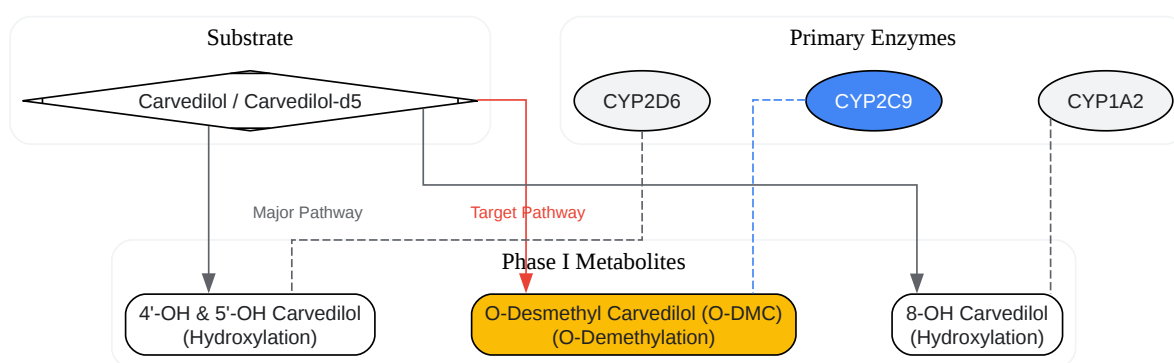 Substrate
Primary Enzymes
Carvedilol / Carvedilol-d5
CYP2D6
CYP2C9
CYP1A2
Major Pathway
Target Pathway
Phase I Metabolites
4'-OH & 5'-OH Carvedilol
(Hydroxylation)
O-Desmethyl Carvedilol (O-DMC)
(O-Demethylation)
8-OH Carvedilol
(Hydroxylation)